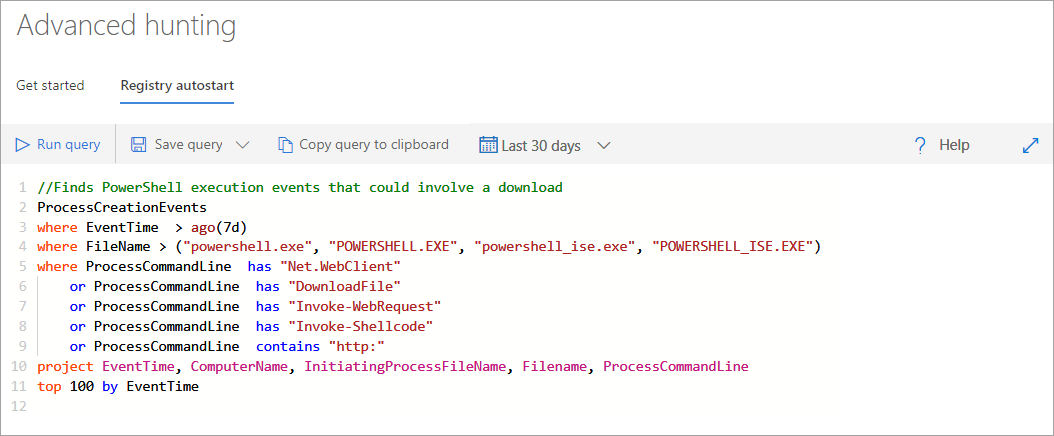 Advanced hunting
Get started Registry autostart
Run query Save query Copy query to clipboard Last 30 days Help
1 //Finds PowerShell execution events that could involve a download
2 ProcessCreationEvents
3 where EventTime  > ago(7d)
4 where FileName > ("powershell.exe", "POWERSHELL.EXE", "powershell_ise.exe", "POWERSHELL_ISE.EXE")
5 where ProcessCommandLine  has "Net.WebClient"
6     or ProcessCommandLine  has "DownloadFile"
7     or ProcessCommandLine  has "Invoke-WebRequest"
8     or ProcessCommandLine  has "Invoke-Shellcode"
9     or ProcessCommandLine  contains "http:"
10 project EventTime, ComputerName, InitiatingProcessFileName, Filename, ProcessCommandLine
11 top 100 by EventTime
12